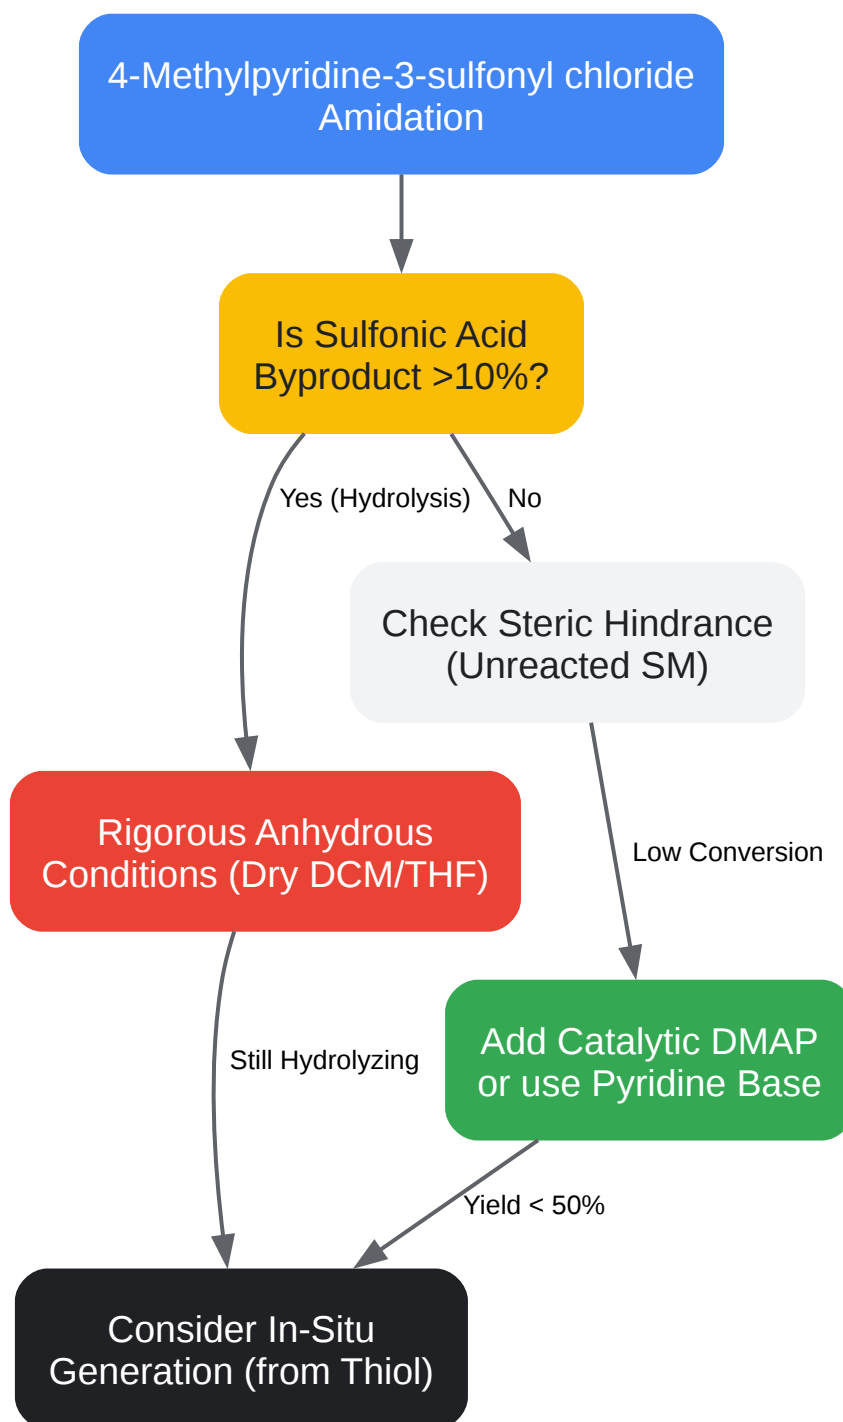 4-Methylpyridine-3-sulfonyl chloride
Amidation
Is Sulfonic Acid
Byproduct >10%?
Yes (Hydrolysis)
No
Check Steric Hindrance
(Unreacted SM)
Rigorous Anhydrous
Conditions (Dry DCM/THF)
Low Conversion
Add Catalytic DMAP
or use Pyridine Base
Still Hydrolyzing
Yield < 50%
Consider In-Situ
Generation (from Thiol)